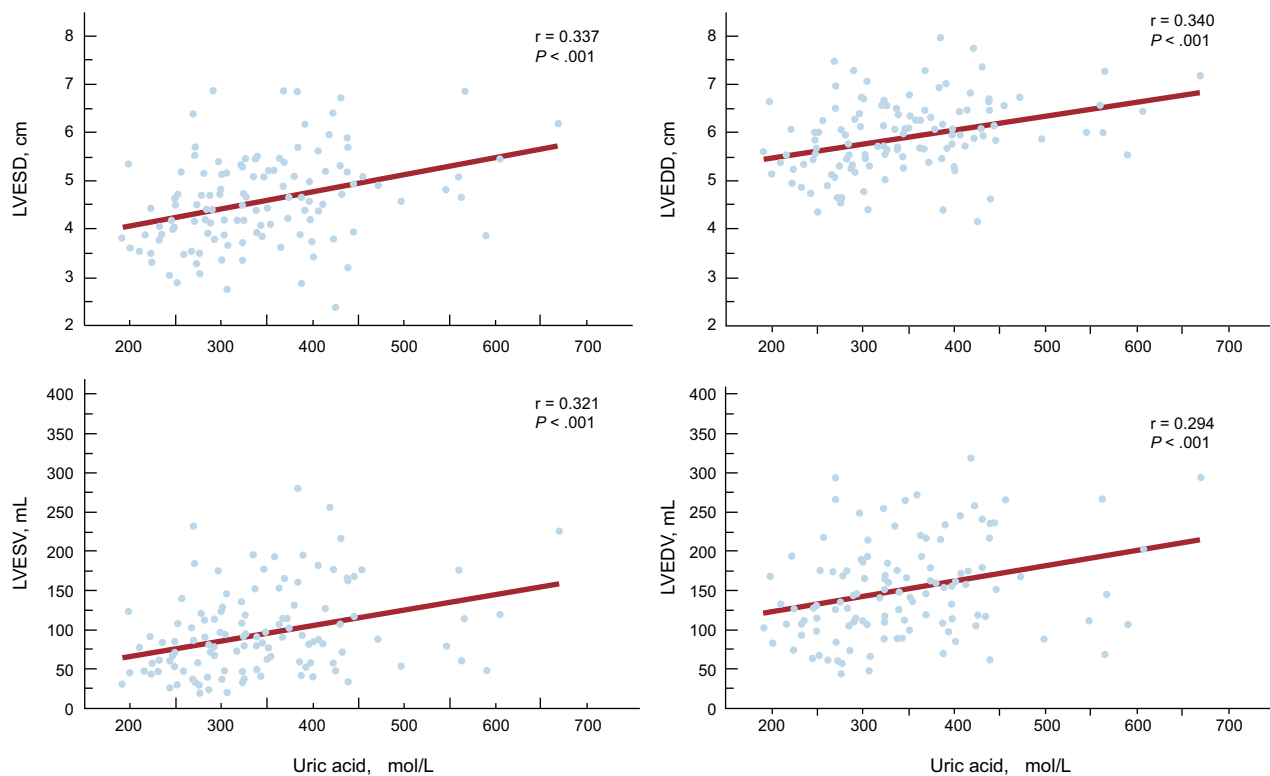 r = 0.337
P < .001
8
7
6
5
4
3
2
LVESD, cm
200 300 400 500 600 700
r = 0.340
P < .001
8
7
6
5
4
3
2
LVEDD, cm
200 300 400 500 600 700
r = 0.321
P < .001
400
350
300
250
200
150
100
50
0
LVESV, mL
200 300 400 500 600 700
Uric acid, mol/L
r = 0.294
P < .001
400
350
300
250
200
150
100
50
0
LVEDV, mL
200 300 400 500 600 700
Uric acid, mol/L